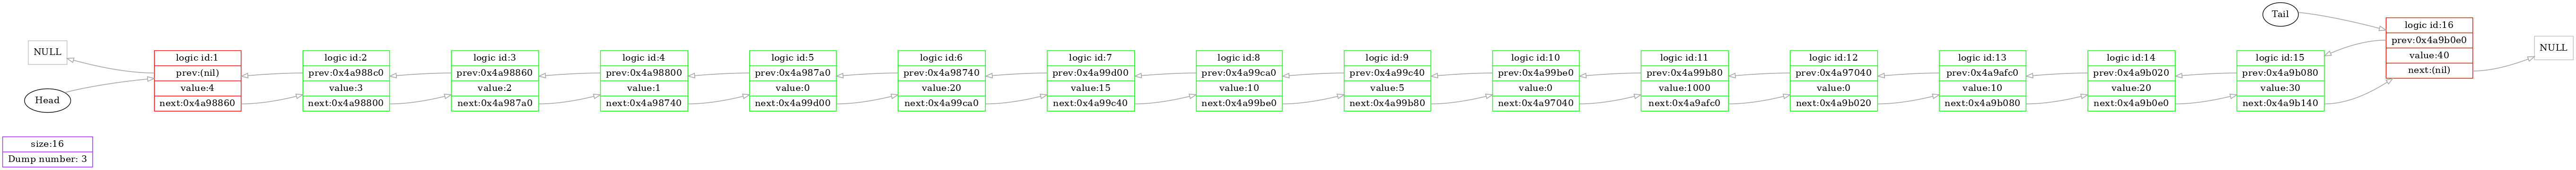 NULL
Head
logic id:1
prev:(nil)
value:4
next:0x4a98860
logic id:2
prev:0x4a988c0
value:3
next:0x4a98800
logic id:3
prev:0x4a98860
value:2
next:0x4a987a0
logic id:4
prev:0x4a98800
value:1
next:0x4a98740
logic id:5
prev:0x4a987a0
value:0
next:0x4a99d00
logic id:6
prev:0x4a98740
value:20
next:0x4a99ca0
logic id:7
prev:0x4a99d00
value:15
next:0x4a99c40
logic id:8
prev:0x4a99ca0
value:10
next:0x4a99be0
logic id:9
prev:0x4a99c40
value:5
next:0x4a99b80
logic id:10
prev:0x4a99be0
value:0
next:0x4a97040
logic id:11
prev:0x4a99b80
value:1000
next:0x4a9afc0
logic id:12
prev:0x4a97040
value:0
next:0x4a9b020
logic id:13
prev:0x4a9afc0
value:10
next:0x4a9b080
logic id:14
prev:0x4a9b020
value:20
next:0x4a9b0e0
logic id:15
prev:0x4a9b080
value:30
next:0x4a9b140
Tail
logic id:16
prev:0x4a9b0e0
value:40
next:(nil)
NULL
size:16
Dump number: 3